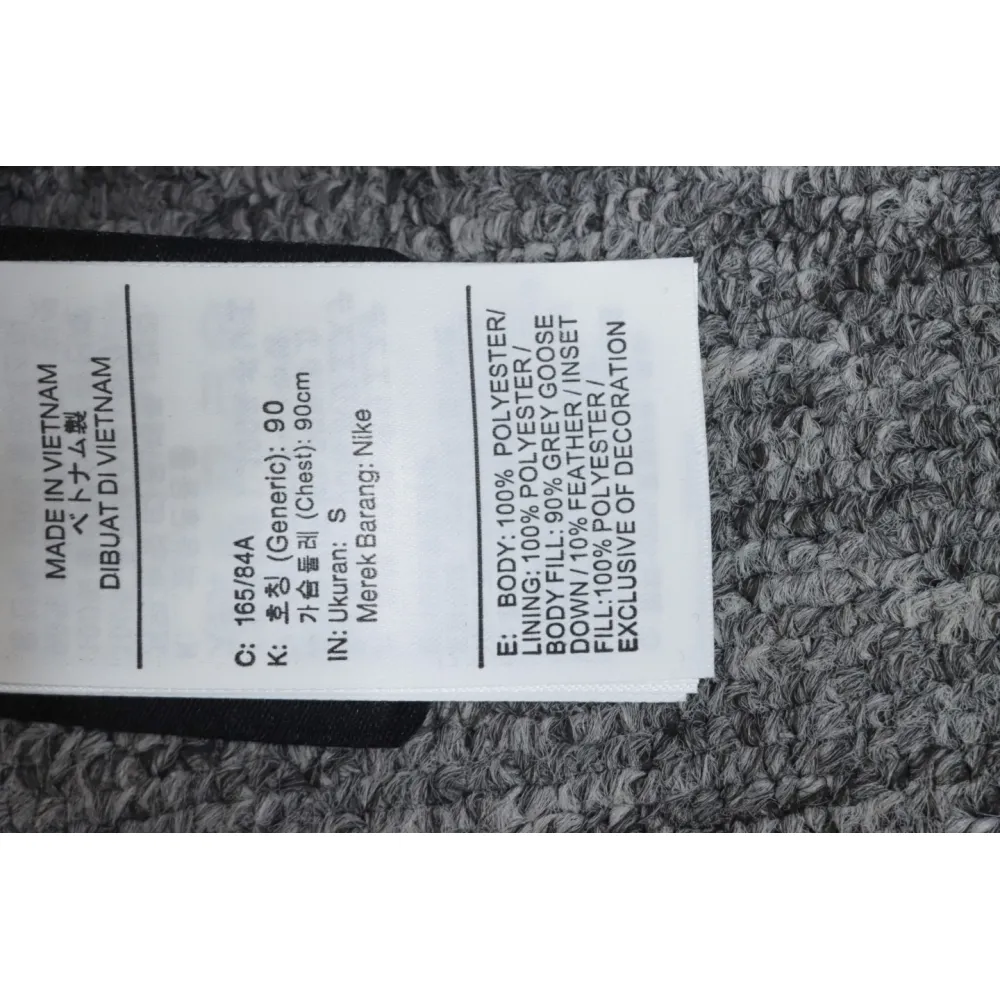 MADE IN VIETNAM
ベトナム製
DIBUAT DI VIETNAM
C: 165/84A
K: 호칭 (Generic): 90
가슴둘레 (Chest): 90cm
IN: Ukuran: S
Merek Barang: Nike
E: BODY: 100% POLYESTER/
LINING: 100% POLYESTER/
BODY FILL: 90% GREY GOOSE
DOWN / 10% FEATHER / INSET
FILL:100% POLYESTER/
EXCLUSIVE OF DECORATION